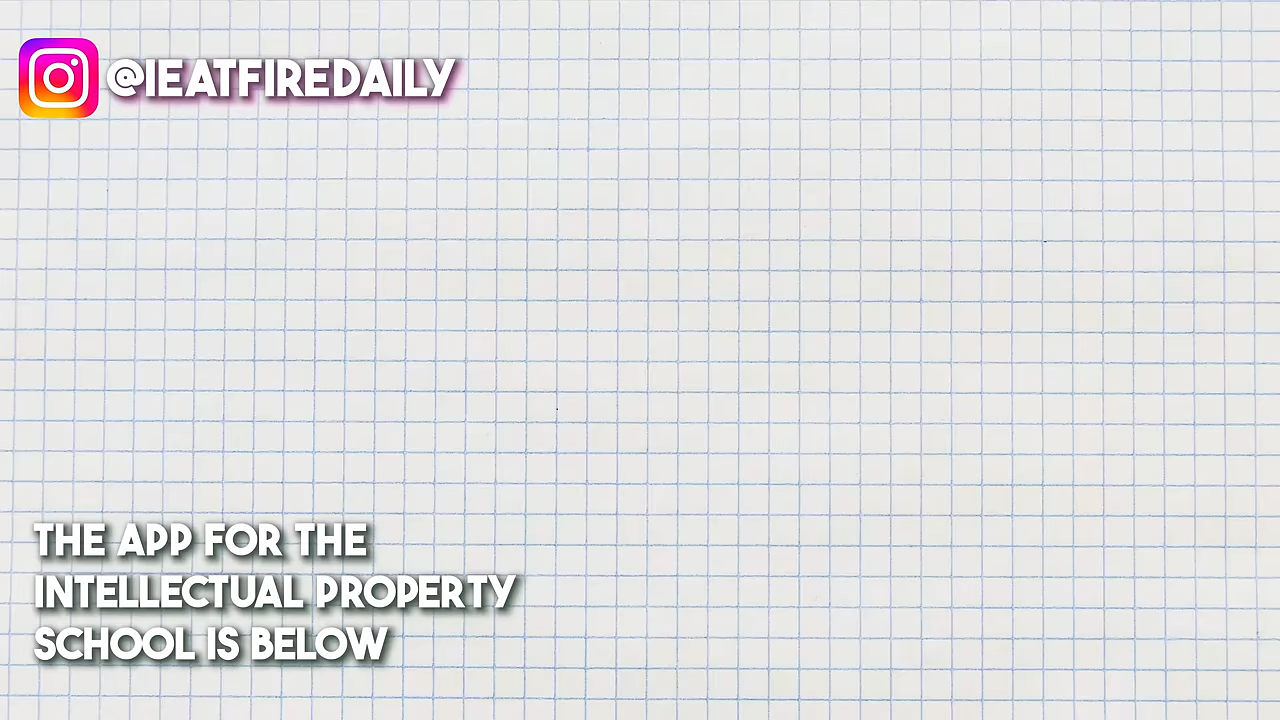 @IEATFIREDAILY
THE APP FOR THE
INTELLECTUAL PROPERTY
SCHOOL IS BELOW